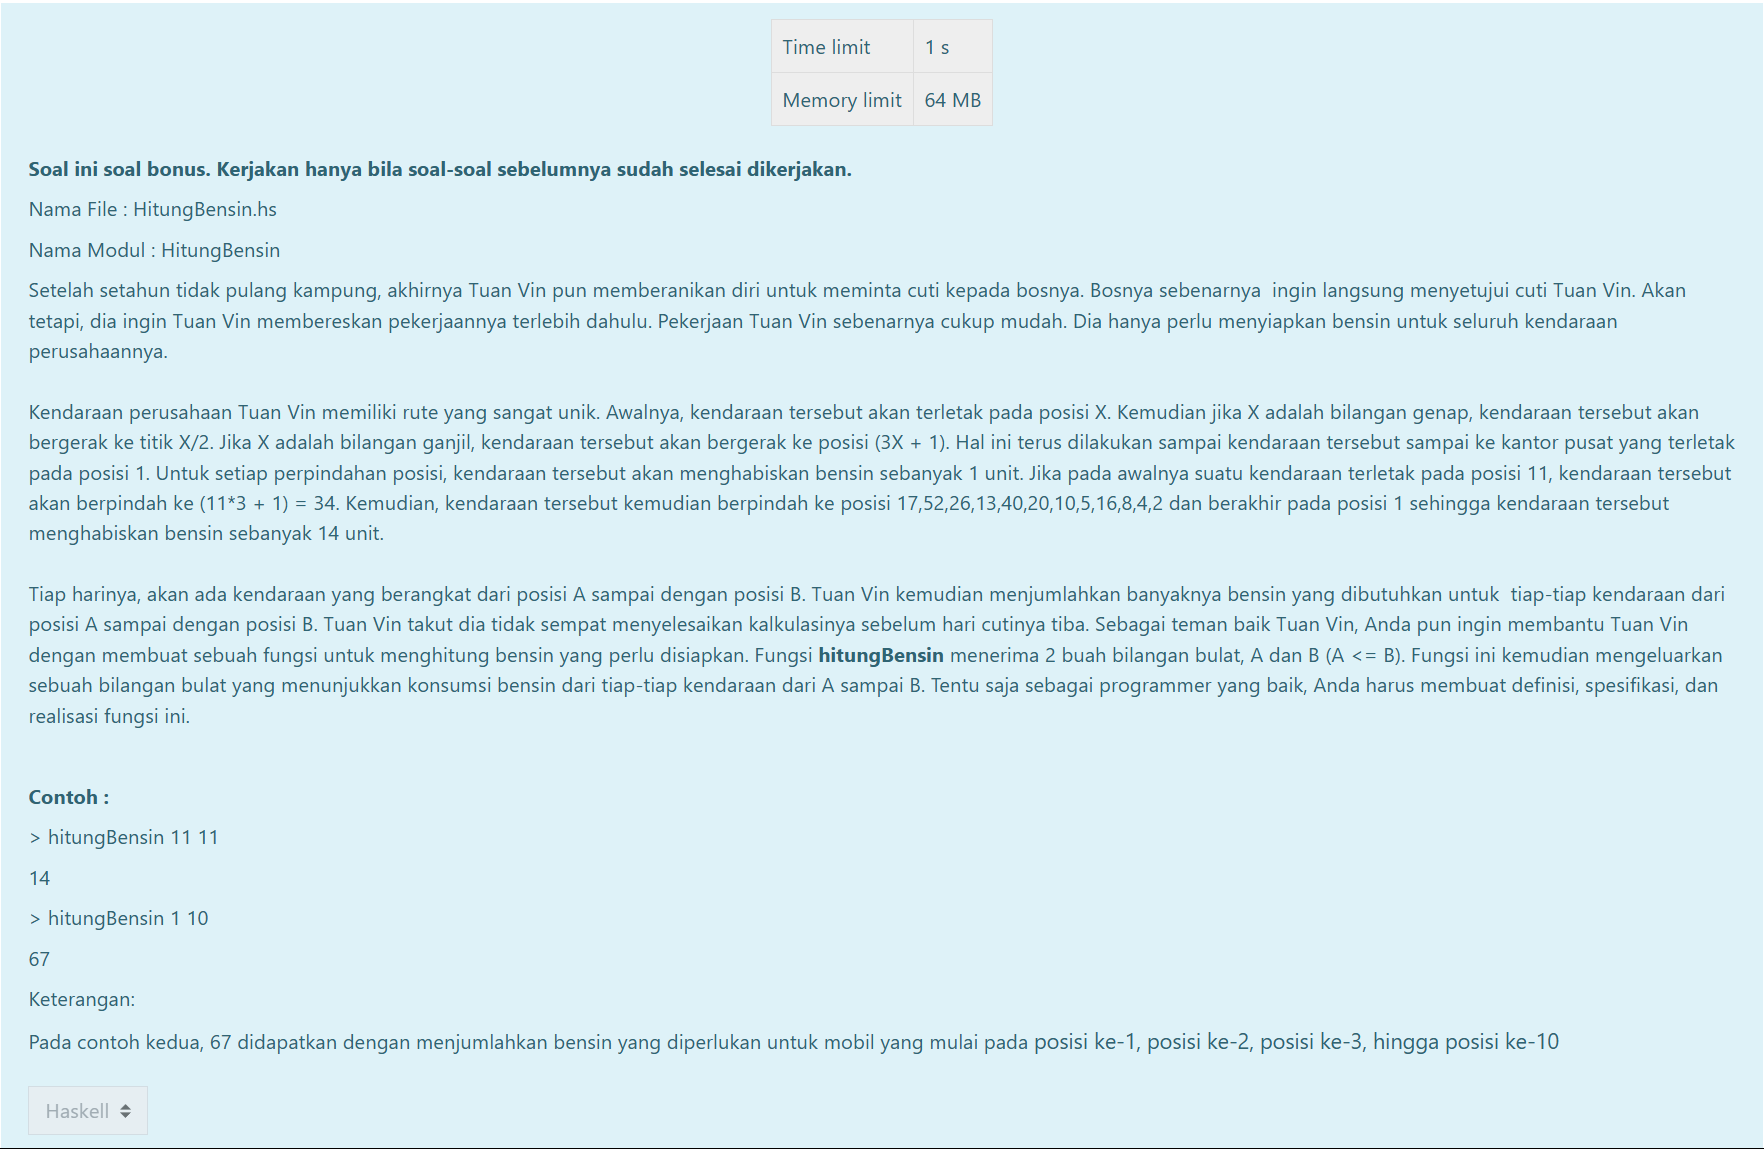 Time limit 1 s
Memory limit 64 MB
Soal ini soal bonus. Kerjakan hanya bila soal-soal sebelumnya sudah selesai dikerjakan.
Nama File : HitungBensin.hs
Nama Modul : HitungBensin
Setelah setahun tidak pulang kampung, akhirnya Tuan Vin pun memberanikan diri untuk meminta cuti kepada bosnya. Bosnya sebenarnya  ingin langsung menyetujui cuti Tuan Vin. Akan
tetapi, dia ingin Tuan Vin membereskan pekerjaannya terlebih dahulu. Pekerjaan Tuan Vin sebenarnya cukup mudah. Dia hanya perlu menyiapkan bensin untuk seluruh kendaraan
perusahaannya.
Kendaraan perusahaan Tuan Vin memiliki rute yang sangat unik. Awalnya, kendaraan tersebut akan terletak pada posisi X. Kemudian jika X adalah bilangan genap, kendaraan tersebut akan
bergerak ke titik X/2. Jika X adalah bilangan ganjil, kendaraan tersebut akan bergerak ke posisi (3X + 1). Hal ini terus dilakukan sampai kendaraan tersebut sampai ke kantor pusat yang terletak
pada posisi 1. Untuk setiap perpindahan posisi, kendaraan tersebut akan menghabiskan bensin sebanyak 1 unit. Jika pada awalnya suatu kendaraan terletak pada posisi 11, kendaraan tersebut
akan berpindah ke (11*3 + 1) = 34. Kemudian, kendaraan tersebut kemudian berpindah ke posisi 17,52,26,13,40,20,10,5,16,8,4,2 dan berakhir pada posisi 1 sehingga kendaraan tersebut
menghabiskan bensin sebanyak 14 unit.
Tiap harinya, akan ada kendaraan yang berangkat dari posisi A sampai dengan posisi B. Tuan Vin kemudian menjumlahkan banyaknya bensin yang dibutuhkan untuk  tiap-tiap kendaraan dari
posisi A sampai dengan posisi B. Tuan Vin takut dia tidak sempat menyelesaikan kalkulasinya sebelum hari cutinya tiba. Sebagai teman baik Tuan Vin, Anda pun ingin membantu Tuan Vin
dengan membuat sebuah fungsi untuk menghitung bensin yang perlu disiapkan. Fungsi hitungBensin menerima 2 buah bilangan bulat, A dan B (A <= B). Fungsi ini kemudian mengeluarkan
sebuah bilangan bulat yang menunjukkan konsumsi bensin dari tiap-tiap kendaraan dari A sampai B. Tentu saja sebagai programmer yang baik, Anda harus membuat definisi, spesifikasi, dan
realisasi fungsi ini.
Contoh :
> hitungBensin 11 11
14
> hitungBensin 1 10
67
Keterangan:
Pada contoh kedua, 67 didapatkan dengan menjumlahkan bensin yang diperlukan untuk mobil yang mulai pada posisi ke-1, posisi ke-2, posisi ke-3, hingga posisi ke-10
Haskell